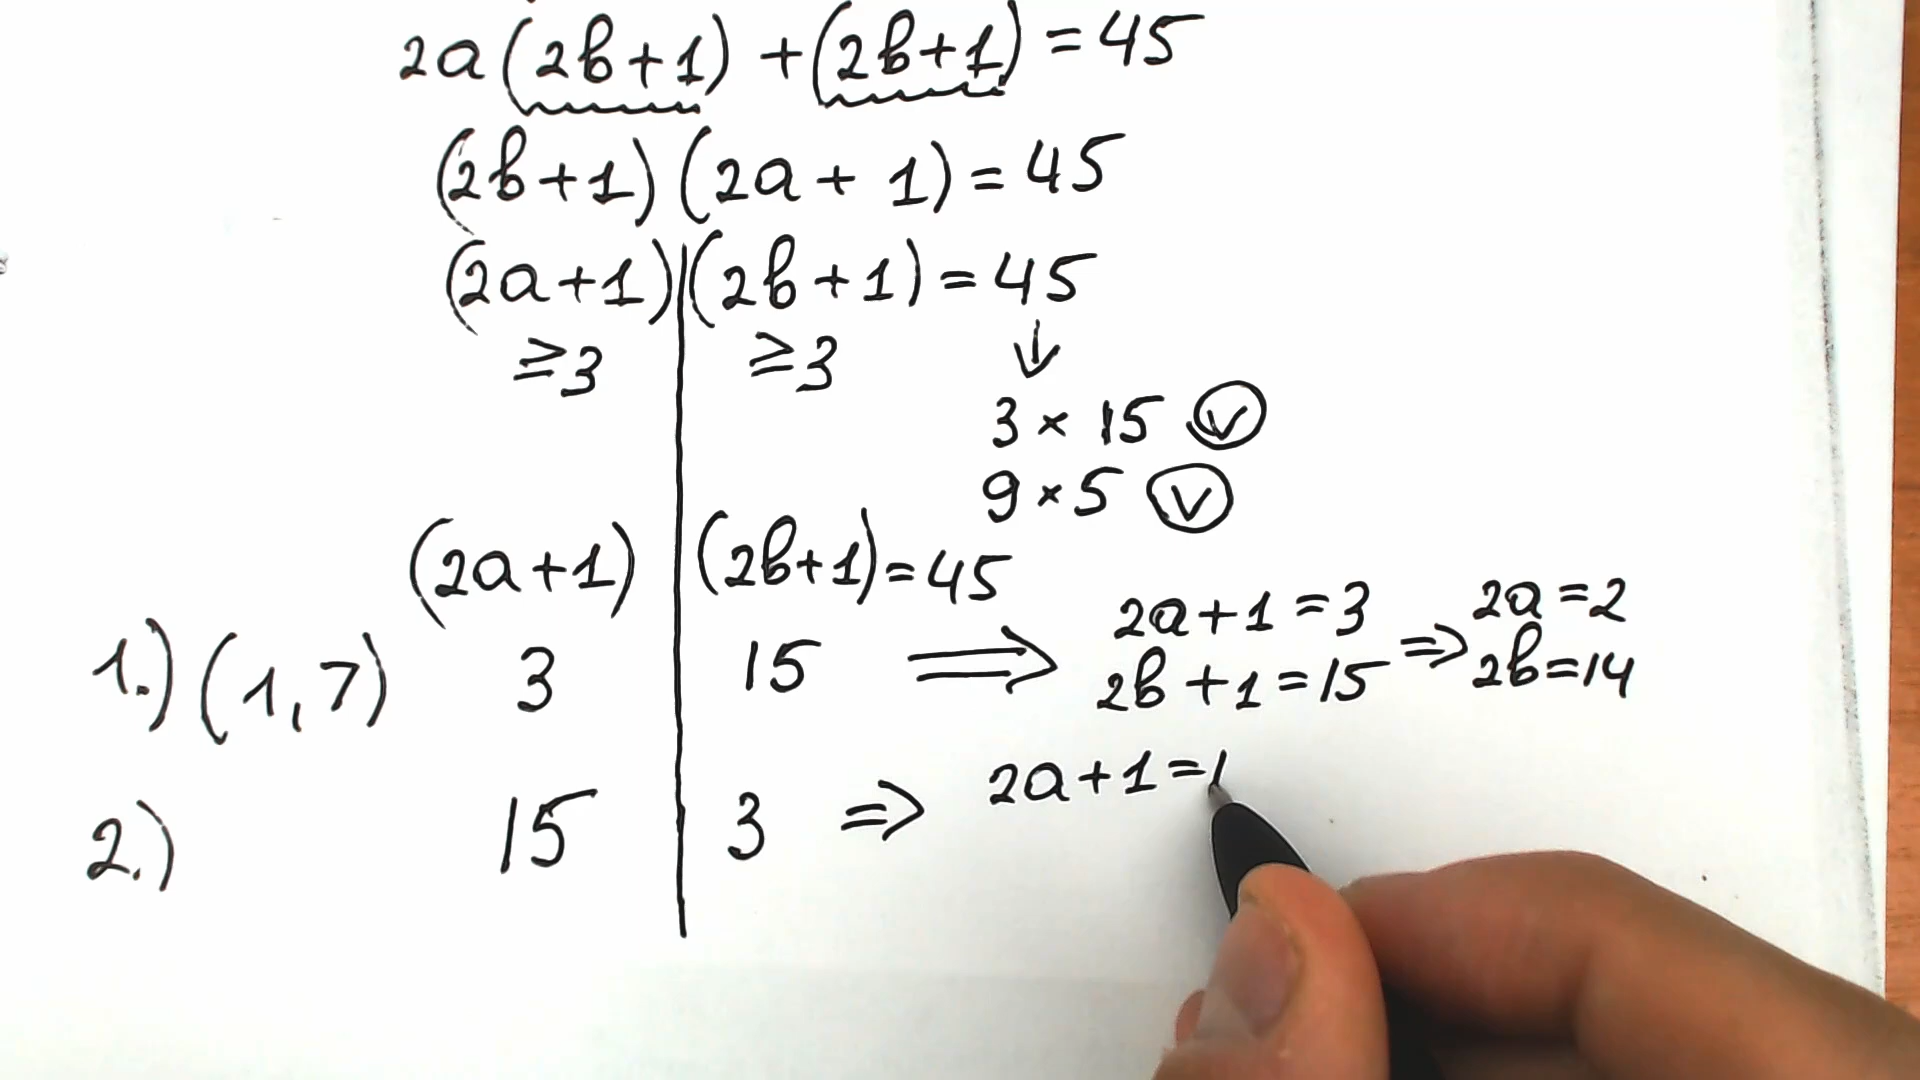 2a(2b+1)+(2b+1)=45
(2b+1)(2a+1)=45
(2a+1)(2b+1)=45
≥3 ≥3 ↓
3×15 ✓
9×5 ✓
(2a+1) (2b+1)=45
1.) (1,7) 3 15 ⟹ 2a+1=3 ⇒ 2a=2
2b+1=15 2b=14
2.) 15 3 ⇒ 2a+1=1